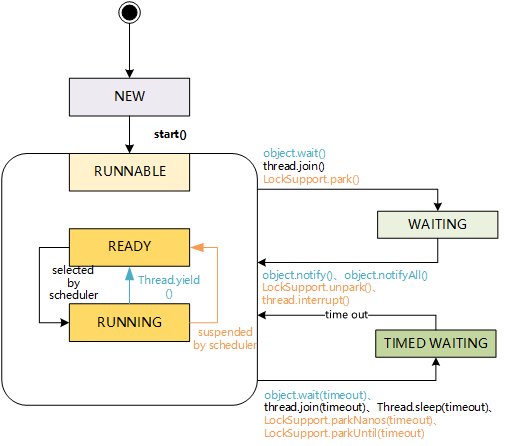 NEW
start()
RUNNABLE
object.wait()
thread.join()
LockSupport.park()
WAITING
READY
selected
by
scheduler
Thread.yield
()
object.notify()、object.notifyAll()
LockSupport.unpark()、
thread.interrupt()
RUNNING
suspended
by scheduler
time out
TIMED WAITING
object.wait(timeout)、
thread.join(timeout)、Thread.sleep(timeout)、
LockSupport.parkNanos(timeout)、
LockSupport.parkUntil(timeout)